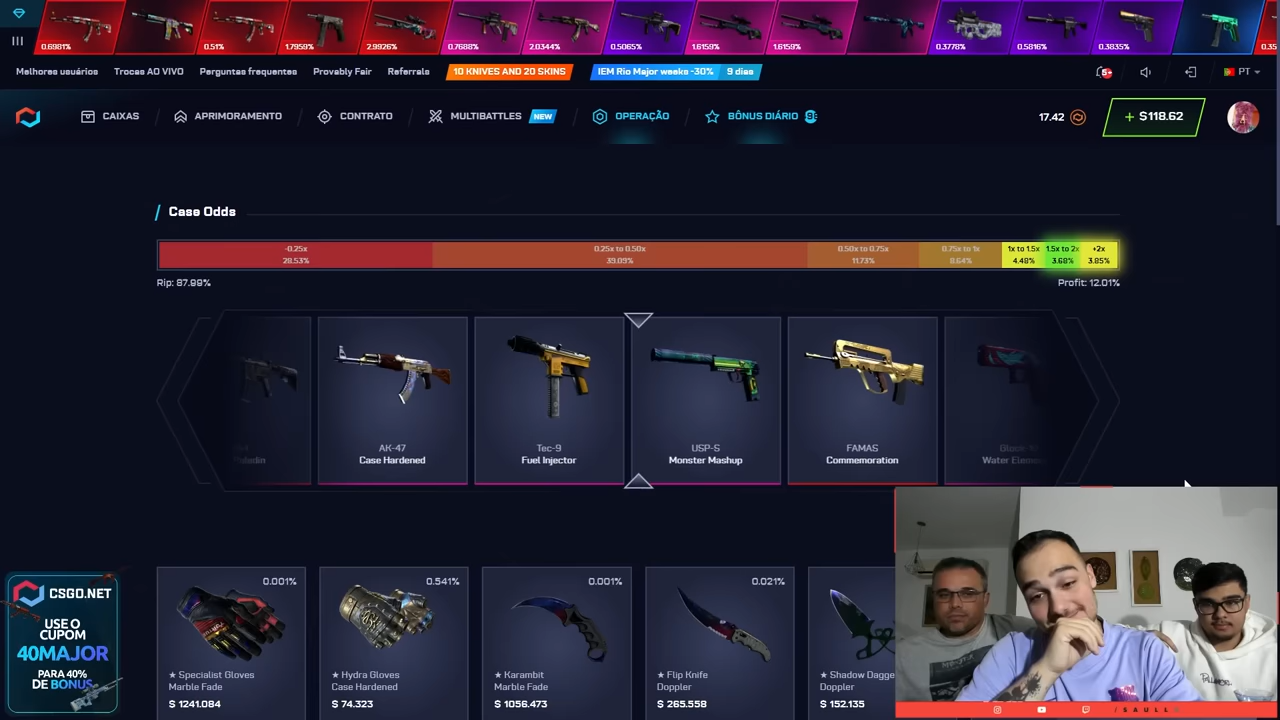 0.6981%
0.51%
1.7959%
2.9926%
0.7688%
2.0344%
0.5065%
1.6159%
1.6159%
0.3778%
0.5816%
0.3835%
0.35
Melhores usuários
Trocas AO VIVO
Perguntas frequentes
Provably Fair
Referrals
10 KNIVES AND 20 SKINS
IEM Rio Major weeks -30%
9 dias
5+
PT
CAIXAS
APRIMORAMENTO
CONTRATO
MULTIBATTLES NEW
OPERAÇÃO
BÔNUS DIÁRIO
17.42
+ $118.62
Case Odds
-0.25x
28.53%
0.25x to 0.50x
39.09%
0.50x to 0.75x
11.73%
0.75x to 1x
8.64%
1x to 1.5x
4.48%
1.5x to 2x
3.68%
+2x
3.85%
Rip: 87.99%
Profit: 12.01%
AK-47
Case Hardened
Tec-9
Fuel Injector
USP-S
Monster Mashup
FAMAS
Commemoration
Water Eleme
0.001%
★ Specialist Gloves
Marble Fade
$ 1241.084
0.541%
★ Hydra Gloves
Case Hardened
$ 74.323
0.001%
★ Karambit
Marble Fade
$ 1056.473
0.021%
★ Flip Knife
Doppler
$ 265.558
★ Shadow Dagge
Doppler
$ 152.135
CSGO.NET
USE O
CUPOM
40MAJOR
PARA 40%
DE BONUS
/SAULL